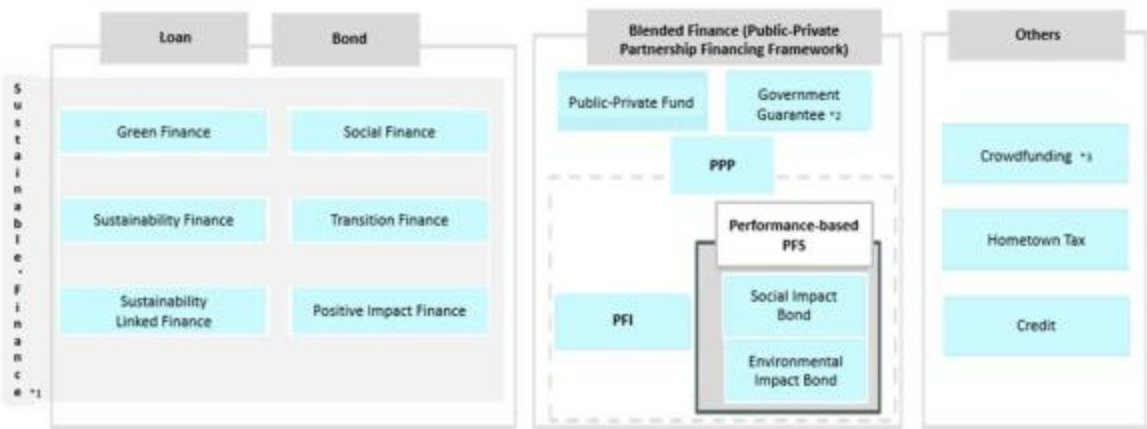 Loan
Bond
Blended Finance (Public-Private
Partnership Financing Framework)
Others
Sustainable・Finance *1
Green Finance
Social Finance
Sustainability Finance
Transition Finance
Sustainability
Linked Finance
Positive Impact Finance
Public-Private Fund
Government
Guarantee *2
PPP
Performance-based
PFS
PFI
Social Impact
Bond
Environmental
Impact Bond
Crowdfunding *3
Hometown Tax
Credit